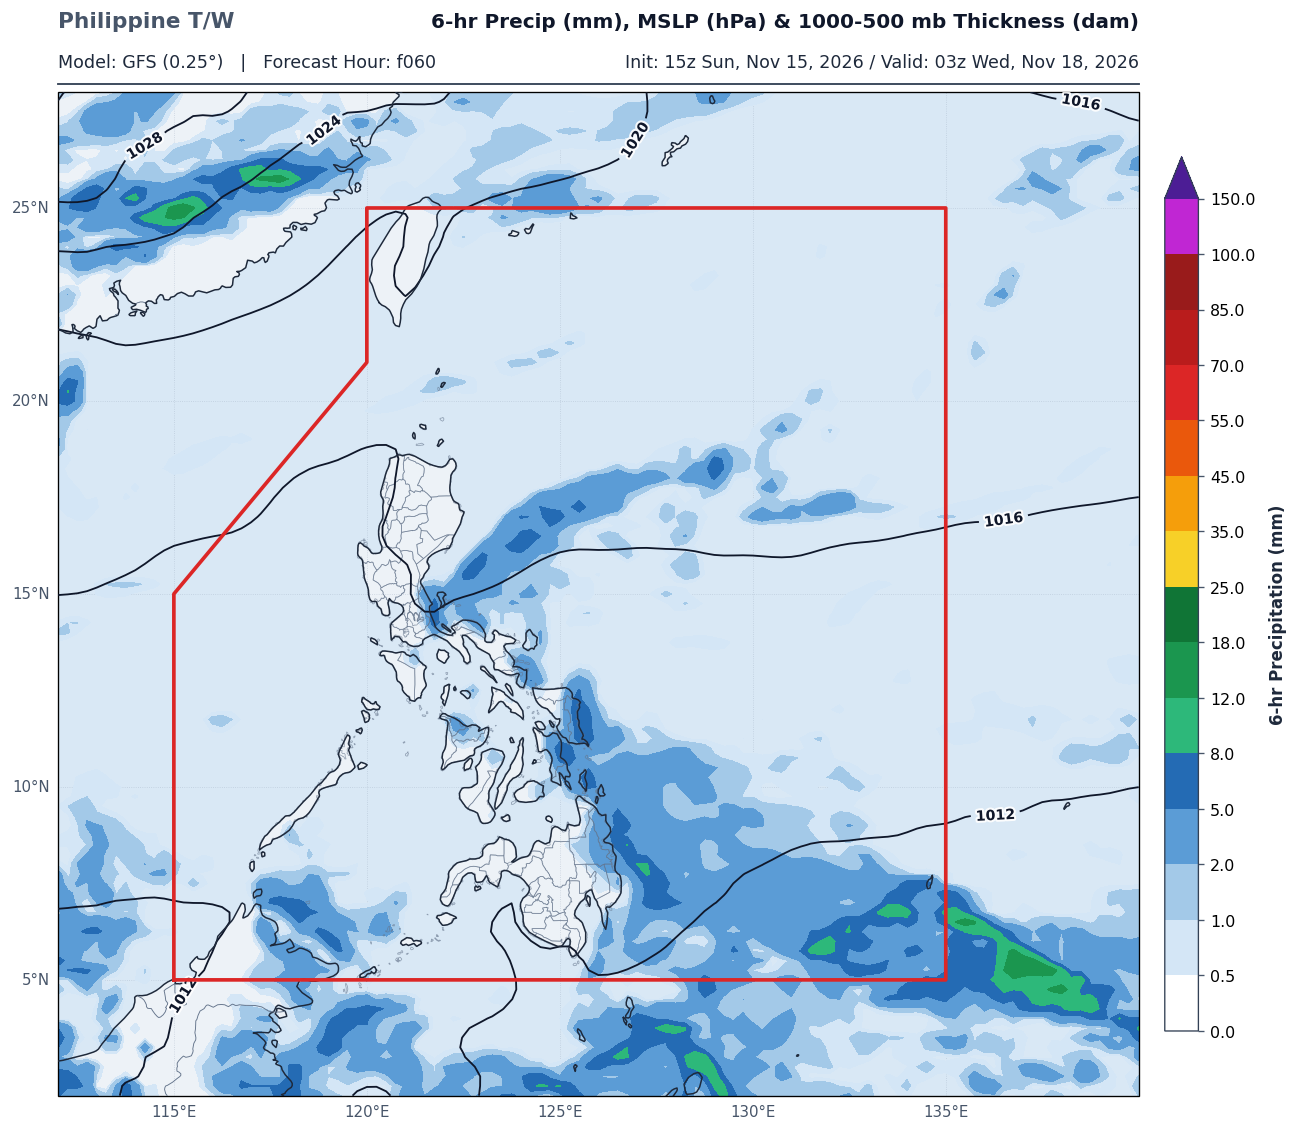 Philippine T/W
6-hr Precip (mm), MSLP (hPa) & 1000-500 mb Thickness (dam)
Model: GFS (0.25°) | Forecast Hour: f060
Init: 15z Sun, Nov 15, 2026 / Valid: 03z Wed, Nov 18, 2026
1016
1028
1024
1020
1016
1012
1012
25°N
20°N
15°N
10°N
5°N
115°E
120°E
125°E
130°E
135°E
150.0
100.0
85.0
70.0
55.0
45.0
35.0
25.0
18.0
12.0
8.0
5.0
2.0
1.0
0.5
0.0
6-hr Precipitation (mm)